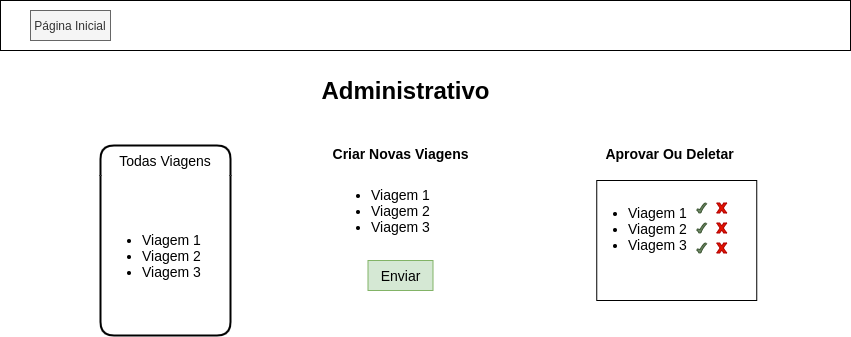 Página Inicial
Administrativo
Todas Viagens
Viagem 1
Viagem 2
Viagem 3
Criar Novas Viagens
Viagem 1
Viagem 2
Viagem 3
Enviar
Aprovar Ou Deletar
Viagem 1
Viagem 2
Viagem 3